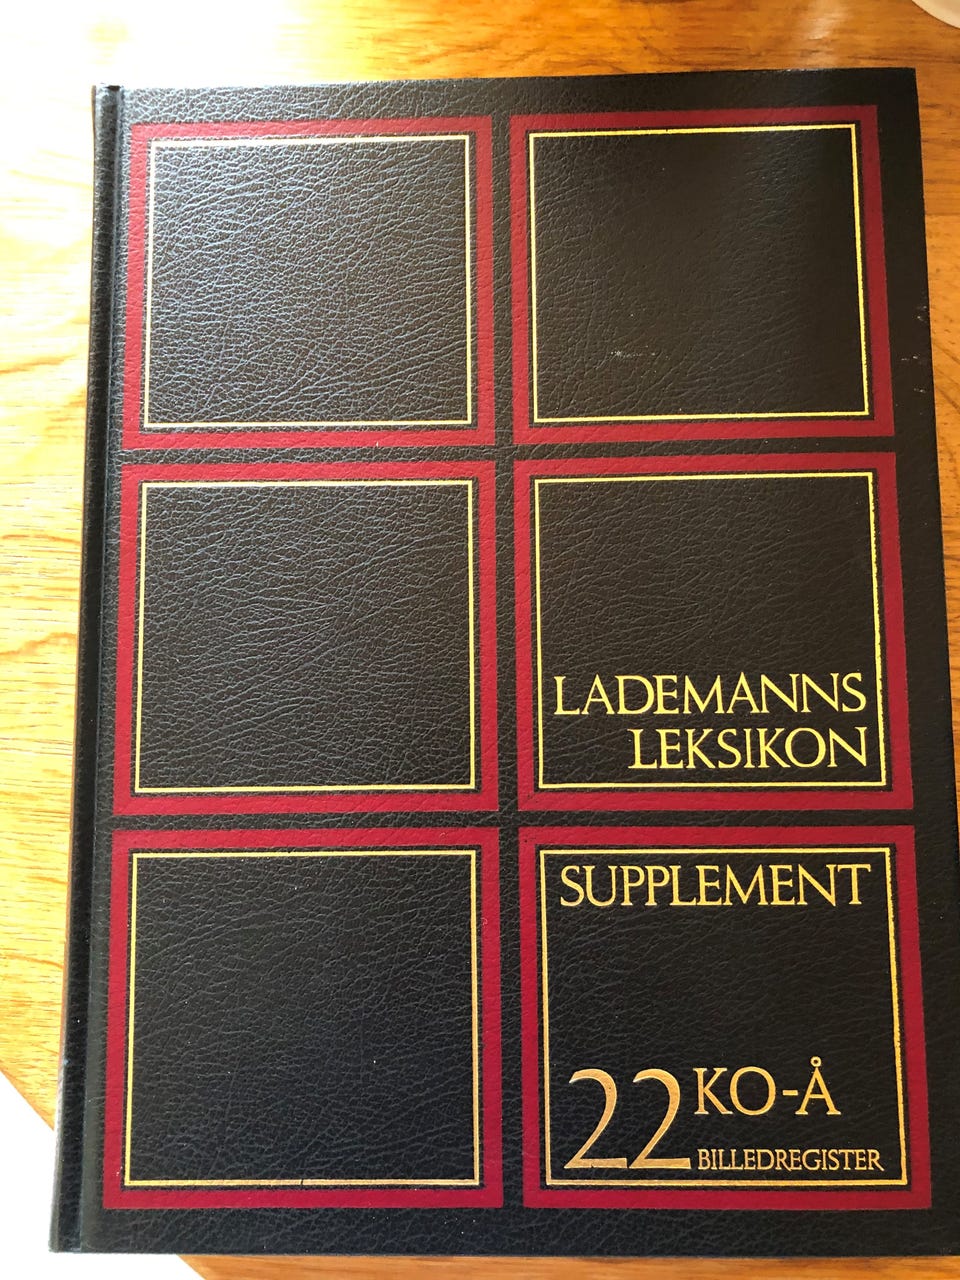 LADEMANNS
LEKSIKON
SUPPLEMENT
22 KO-Å
BILLEDREGISTER